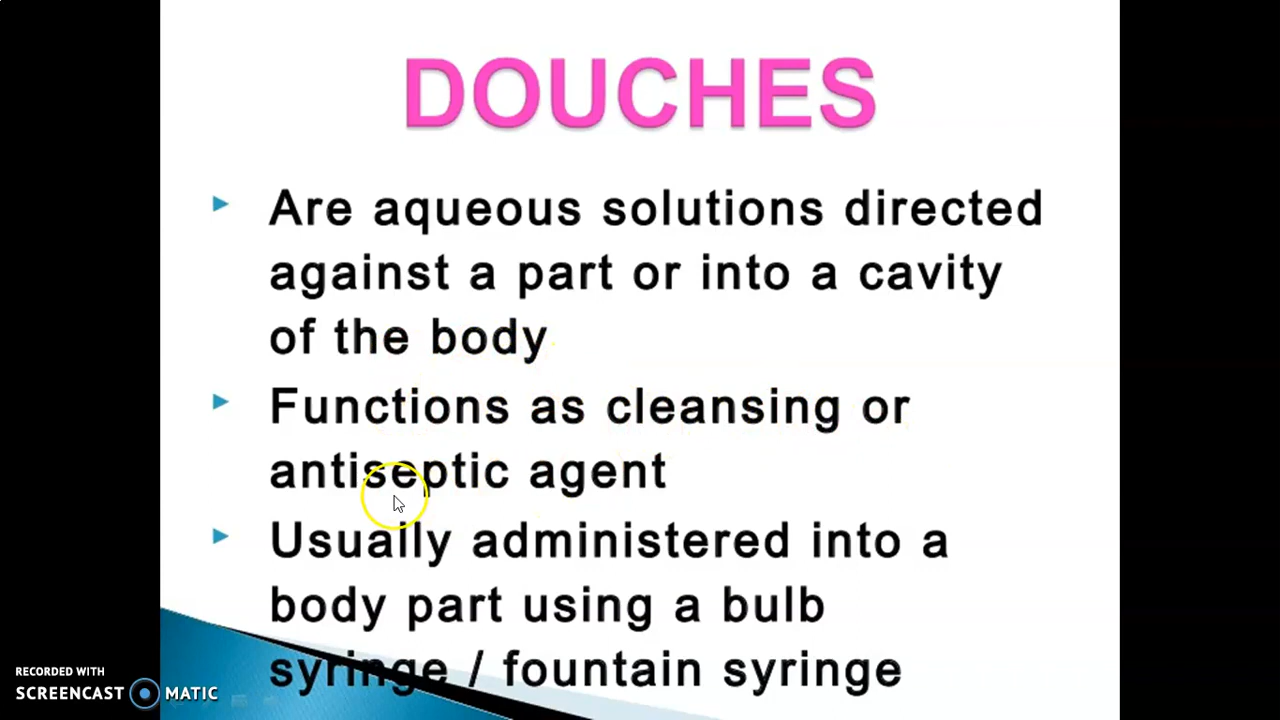 DOUCHES
Are aqueous solutions directed
against a part or into a cavity
of the body
Functions as cleansing or
antiseptic agent
Usually administered into a
body part using a bulb
syringe / fountain syringe
RECORDED WITH
SCREENCAST MATIC